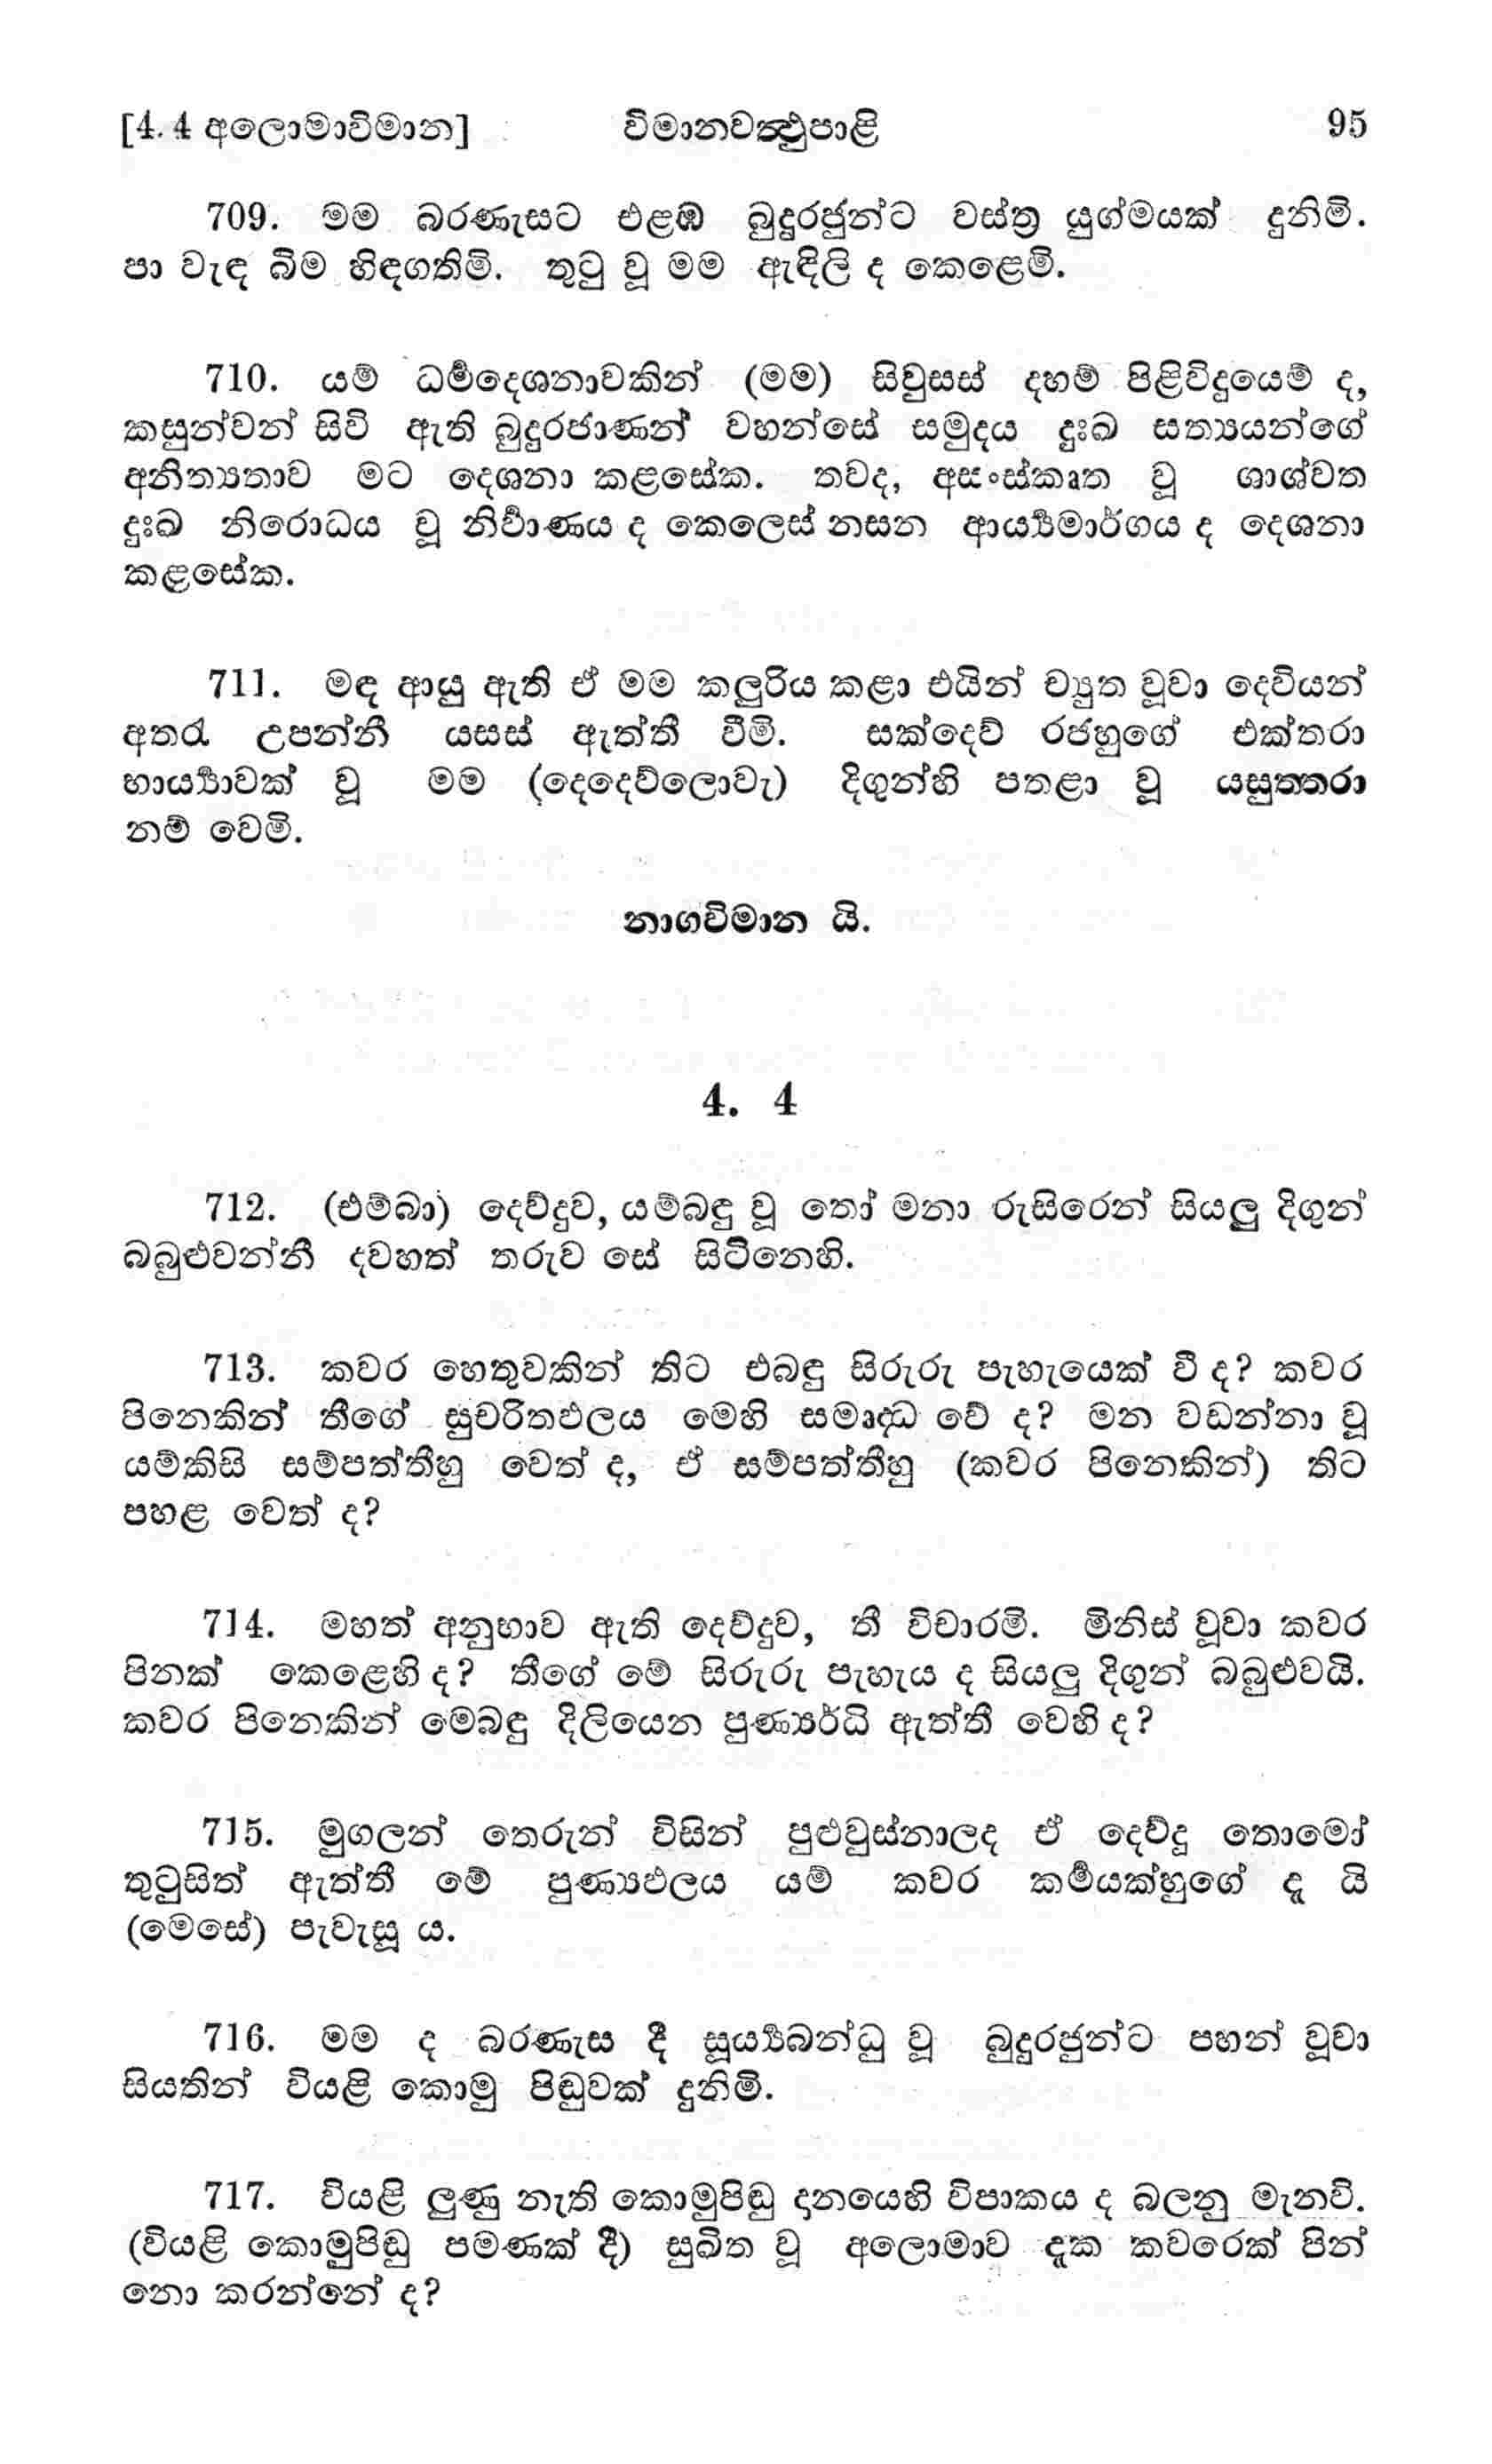 [4. 4 අලොමාවිමාන] විමානවත්‍ථුපාළි 95
709. මම බරණැසට එළඹ බුදුරජුන්ට වස්ත්‍ර යුග්මයක් දුනිමි.
පා වැඳ බිම හිඳගතිමි. තුටු වූ මම ඇඳිලි ද කෙළෙමි.
710. යම් ධර්‍මදෙශනාවකින් (මම) සිවුසස් දහම් පිළිවිදුයෙම් ද,
කසුන්වන් සිවි ඇති බුදුරජාණන් වහන්සේ සමුදය දුඃඛ සත්‍යයන්ගේ
අනිත්‍යතාව මට දෙශනා කළසේක. තවද, අසංස්කෘත වූ ශාශ්වත
දුඃඛ නිරොධය වූ නිර්‍වාණය ද කෙලෙස් නසන ආර්‍ය්‍යමාර්ගය ද දෙශනා
කළසේක.
711. මඳ ආයු ඇති ඒ මම කලුරිය කළා එයින් ච්‍යුත වූවා දෙවියන්
අතරැ උපන්නී යසස් ඇත්තී වීමි. සක්දෙව් රජහුගේ එක්තරා
භාර්‍ය්‍යාවක් වූ මම (දෙදෙව්ලොවැ) දිගුන්හි පතළා වූ යසුත්තරා
නම් වෙමි.
නාගවිමාන යි.
4. 4
712. (එම්බා) දෙව්දුව, යම්බඳු වූ තෝ මනා රුසිරෙන් සියලු දිගුන්
බබුළුවන්නී දවහත් තරුව සේ සිටිනෙහි.
713. කවර හෙතුවකින් තිට එබඳු සිරුරු පැහැයෙක් වී ද? කවර
පිනෙකින් තීගේ සුචරිතඵලය මෙහි සමෘද්ධ වේ ද? මන වඩන්නා වූ
යම්කිසි සම්පත්තීහු වෙත් ද, ඒ සම්පත්තීහු (කවර පිනෙකින්) තිට
පහළ වෙත් ද?
714. මහත් අනුභාව ඇති දෙව්දුව, තී විචාරමි. මිනිස් වූවා කවර
පිනක් කෙළෙහි ද? තීගේ මේ සිරුරු පැහැය ද සියලු දිගුන් බබුළුවයි.
කවර පිනෙකින් මෙබඳු දිලියෙන පුණ්‍යර්ධි ඇත්තී වෙහි ද?
715. මුගලන් තෙරුන් විසින් පුළුවුස්නාලද ඒ දෙව්දූ තොමෝ
තුටුසිත් ඇත්තී මේ පුණ්‍යඵලය යම් කවර කර්‍මයක්හුගේ දැ යි
(මෙසේ) පැවැසූ ය.
716. මම ද බරණැස දී සූර්‍ය්‍යබන්ධු වූ බුදුරජුන්ට පහන් වූවා
සියතින් වියළි කොමු පිඬුවක් දුනිමි.
717. වියළි ලුණු නැති කොමුපිඬු දානයෙහි විපාකය ද බලනු මැනවි.
(වියළි කොමුපිඬු පමණක් දී) සුඛිත වූ අලොමාව දැක කවරෙක් පින්
නො කරන්නේ ද?